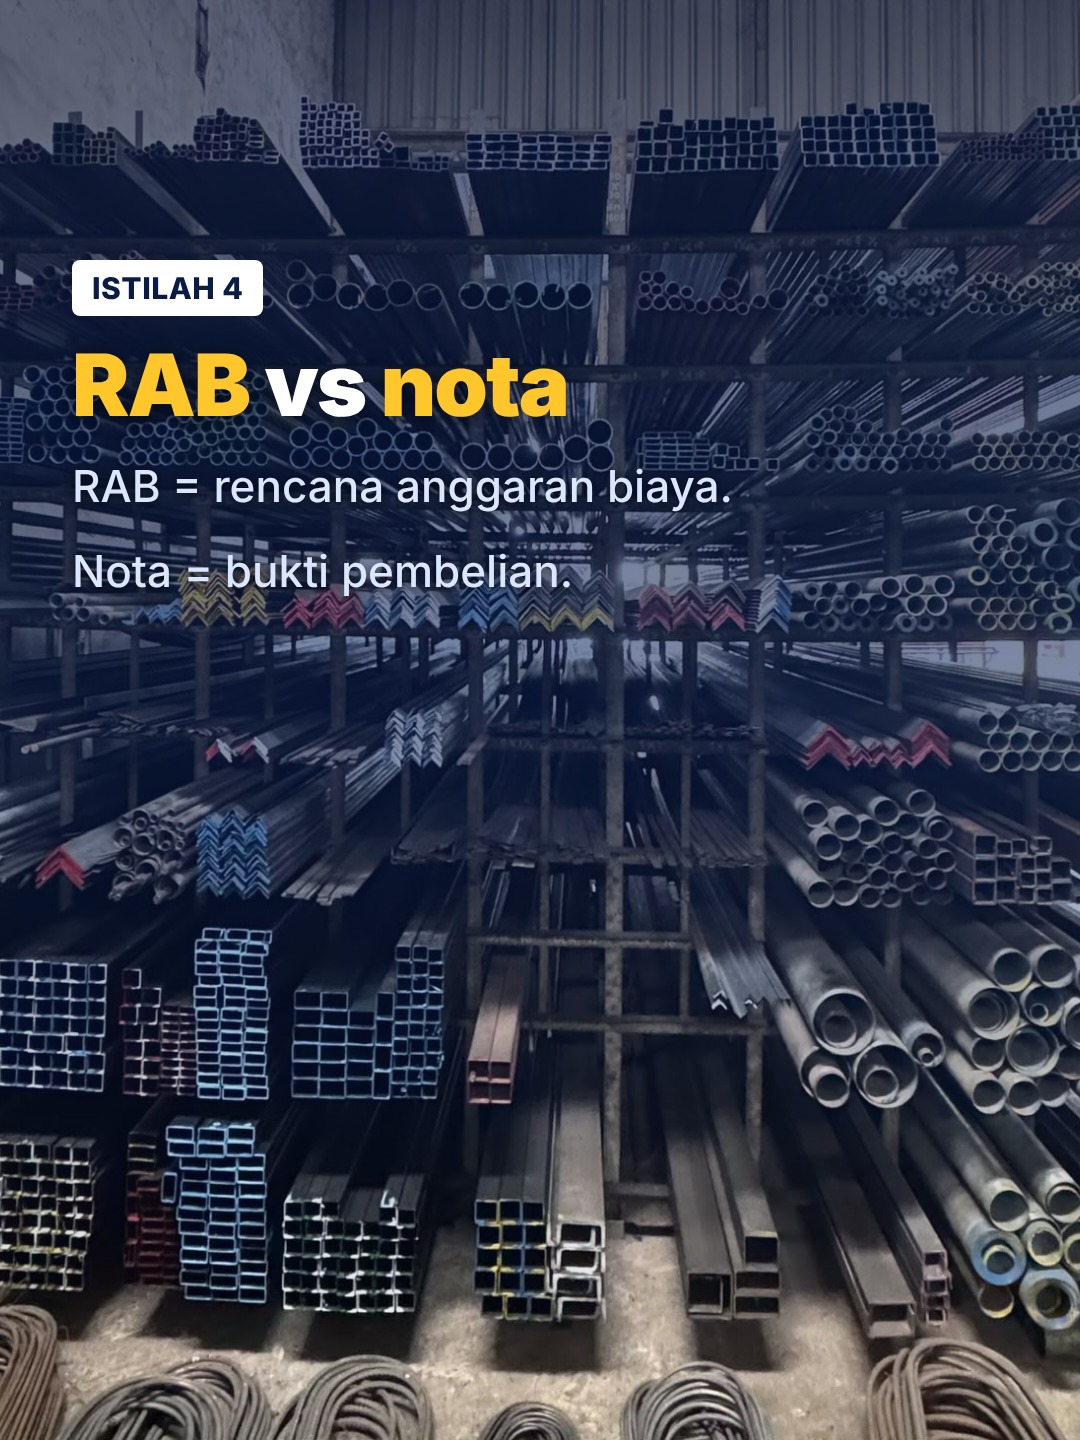 ISTILAH 4
RAB vs nota
RAB = rencana anggaran biaya.
Nota = bukti pembelian.